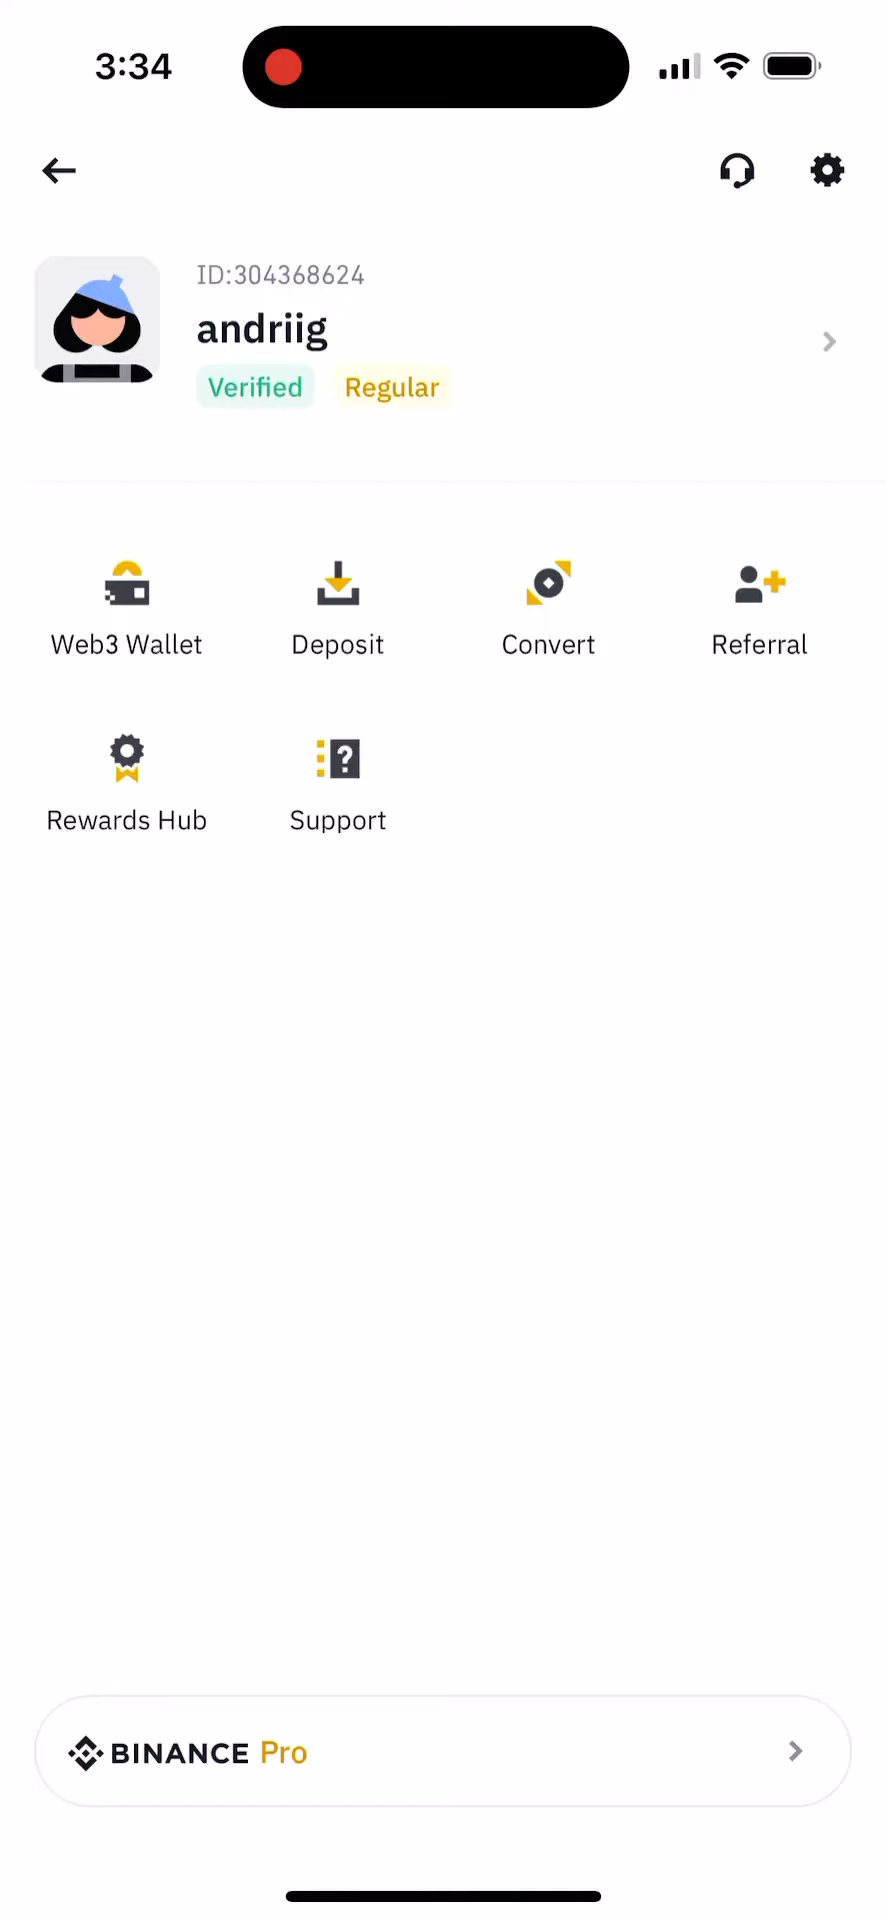 3:34
ID:304368624
andriig
Verified Regular
Web3 Wallet Deposit Convert Referral
Rewards Hub Support
BINANCE Pro